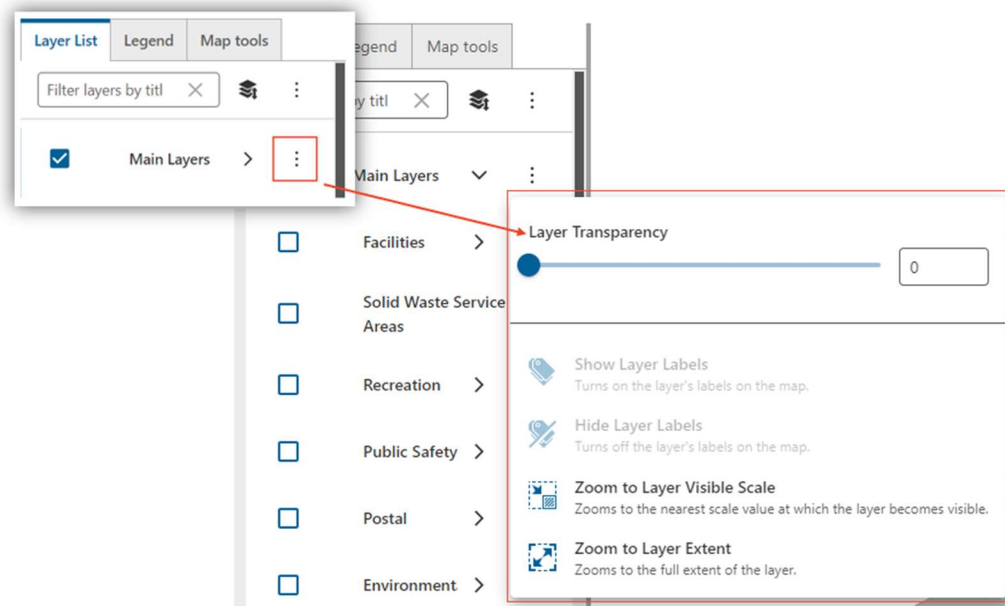 Layer List Legend Map tools
Filter layers by titl
Main Layers
egend Map tools
y titl
Main Layers
Facilities
Solid Waste Service
Areas
Recreation
Public Safety
Postal
Environment
Layer Transparency
0
Show Layer Labels
Turns on the layer's labels on the map.
Hide Layer Labels
Turns off the layer's labels on the map.
Zoom to Layer Visible Scale
Zooms to the nearest scale value at which the layer becomes visible.
Zoom to Layer Extent
Zooms to the full extent of the layer.